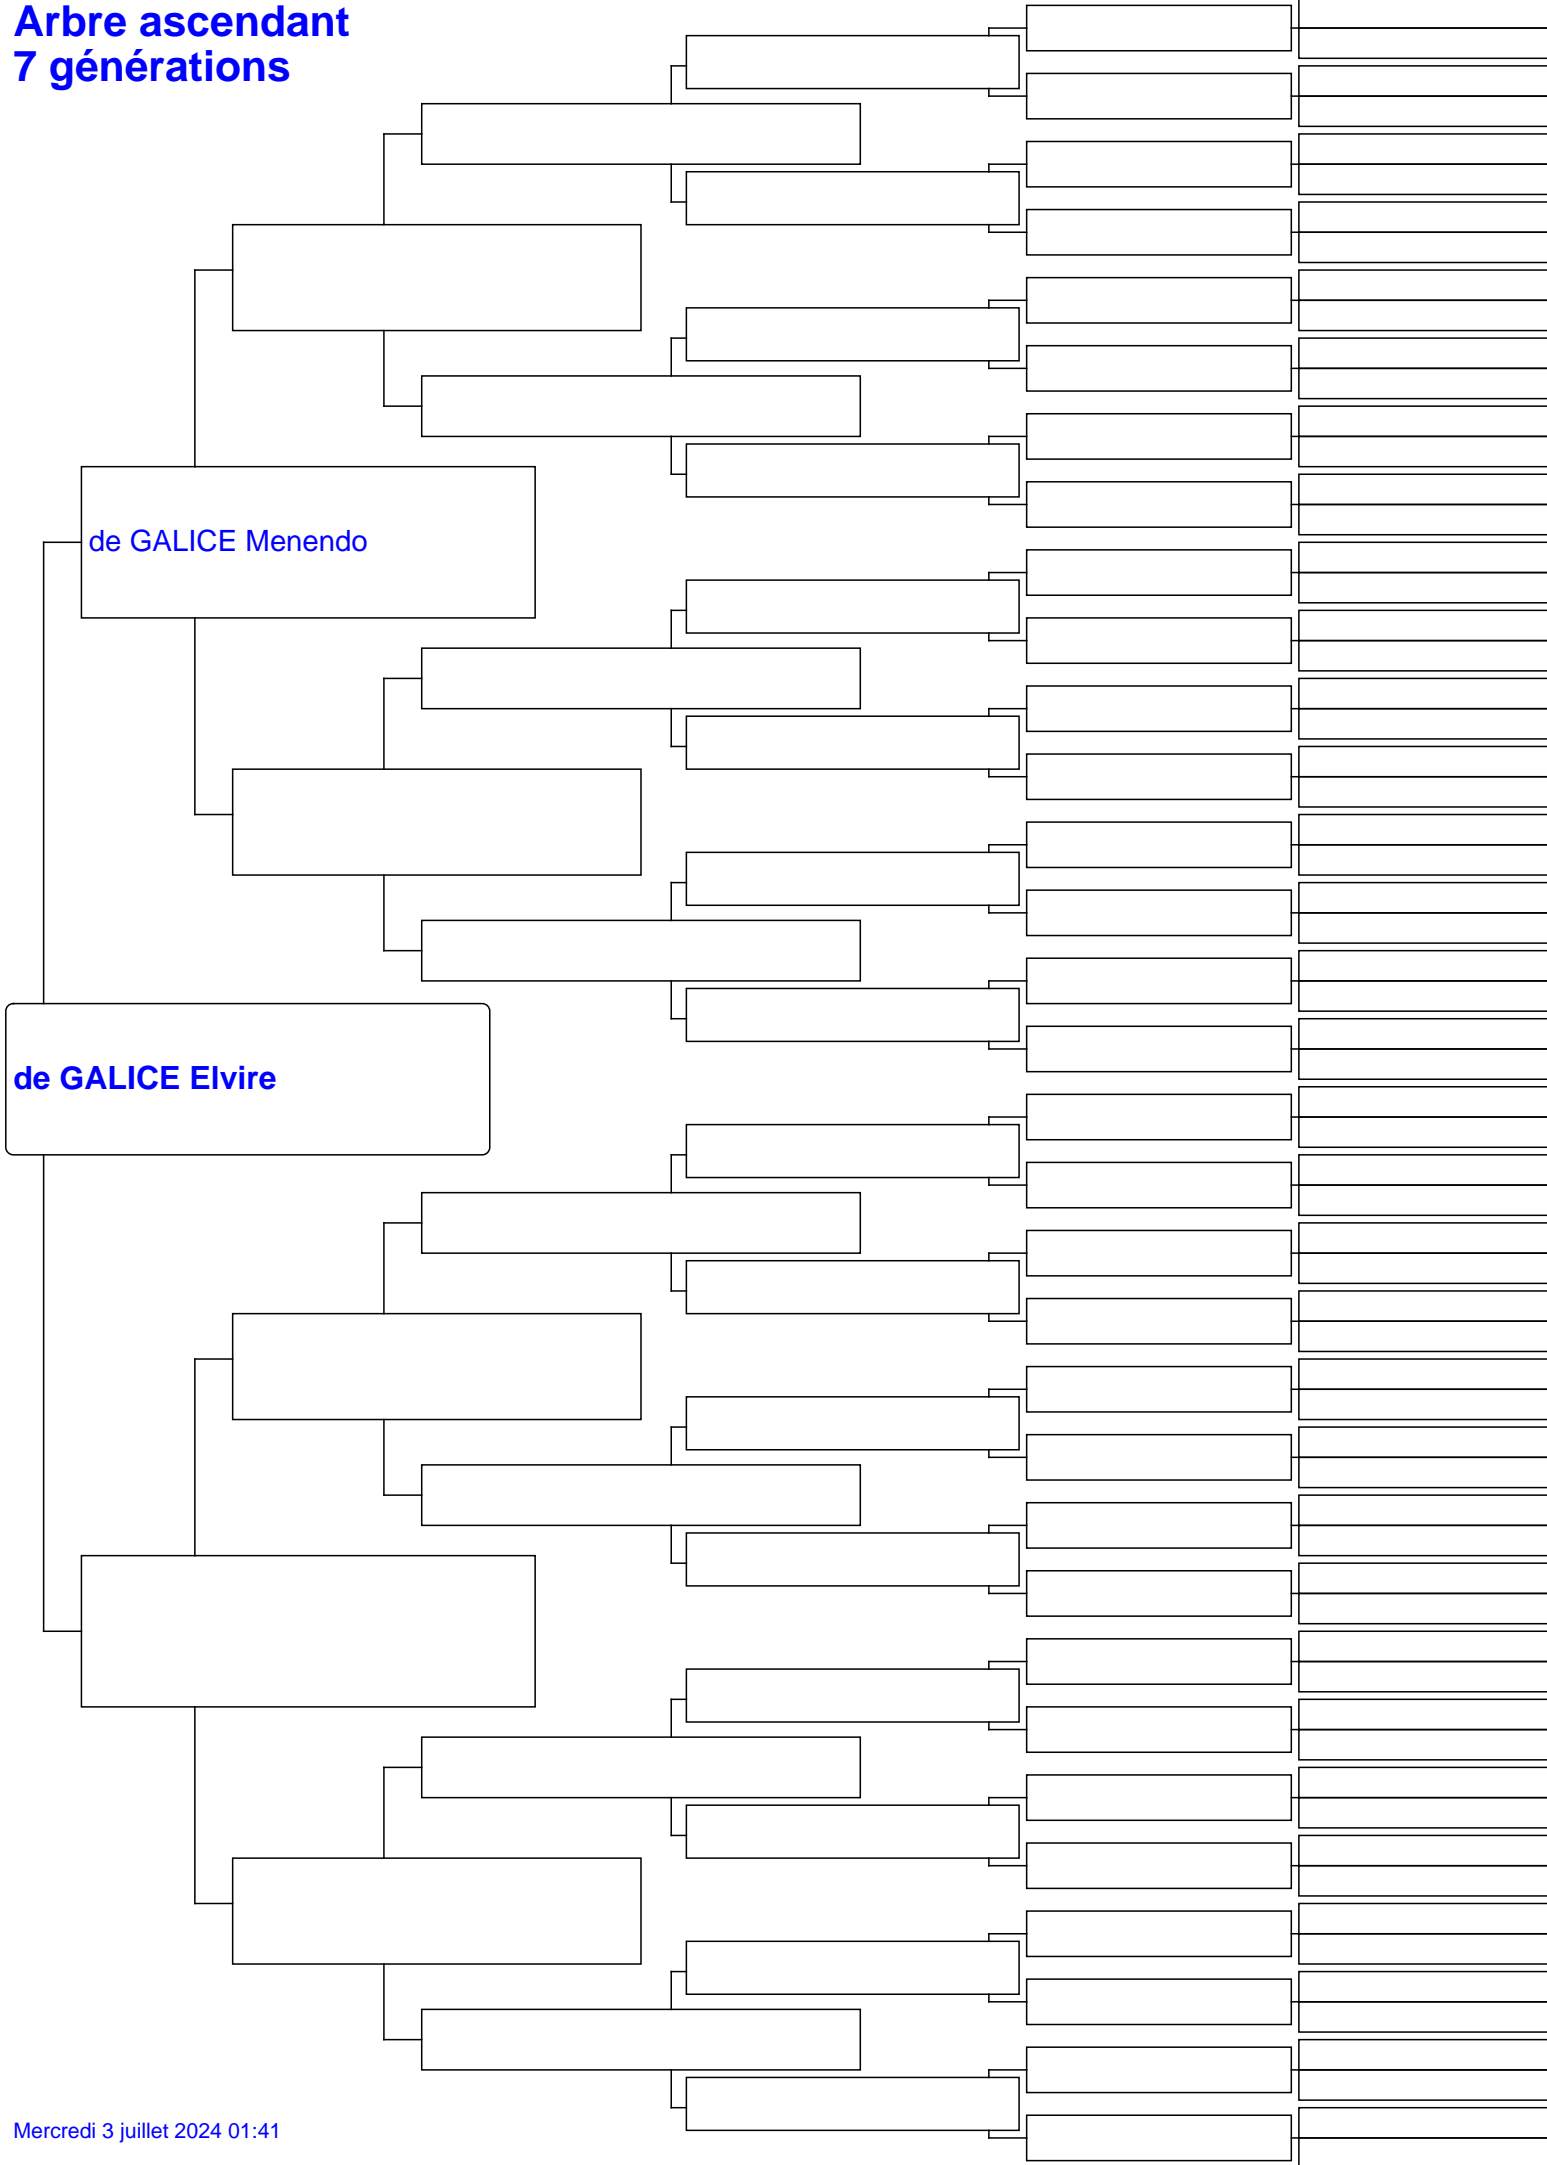 Arbre ascendant
7 générations
de GALICE Menendo
de GALICE Elvire
Mercredi 3 juillet 2024 01:41